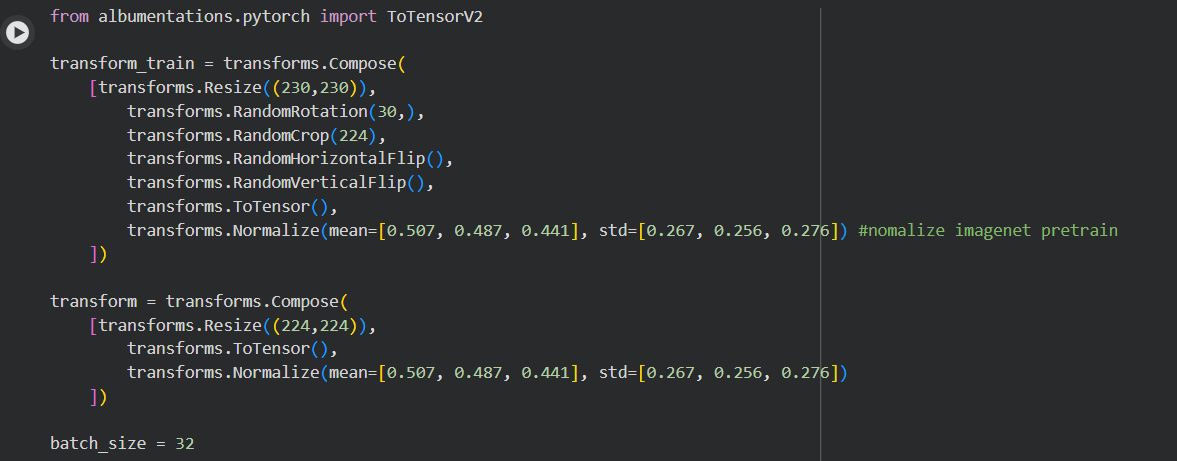 from albumentations.pytorch import ToTensorV2
transform_train = transforms.Compose(
[transforms.Resize((230,230)),
transforms.RandomRotation(30,),
transforms.RandomCrop(224),
transforms.RandomHorizontalFlip(),
transforms.RandomVerticalFlip(),
transforms.ToTensor(),
transforms.Normalize(mean=[0.507, 0.487, 0.441], std=[0.267, 0.256, 0.276]) #nomalize imagenet pretrain
])
transform = transforms.Compose(
[transforms.Resize((224,224)),
transforms.ToTensor(),
transforms.Normalize(mean=[0.507, 0.487, 0.441], std=[0.267, 0.256, 0.276])
])
batch_size = 32